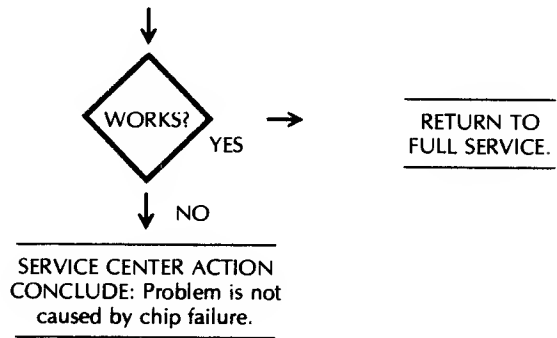 WORKS?
YES
RETURN TO
FULL SERVICE.
NO
SERVICE CENTER ACTION
CONCLUDE: Problem is not
caused by chip failure.